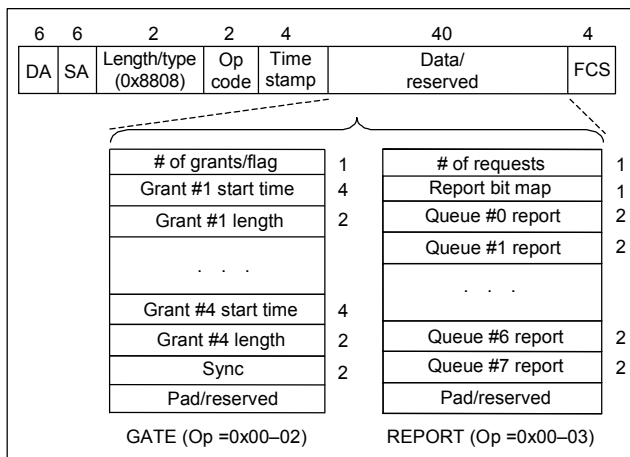 6 6 2 2 4 40 4
DA SA Length/type (0x8808) Op code Time stamp Data/ reserved FCS
# of grants/flag 1
Grant #1 start time 4
Grant #1 length 2
. . .
Grant #4 start time 4
Grant #4 length 2
Sync 2
Pad/reserved
GATE (Op =0x00–02)
# of requests 1
Report bit map 1
Queue #0 report 2
Queue #1 report 2
. . .
Queue #6 report 2
Queue #7 report 2
Pad/reserved
REPORT (Op =0x00–03)